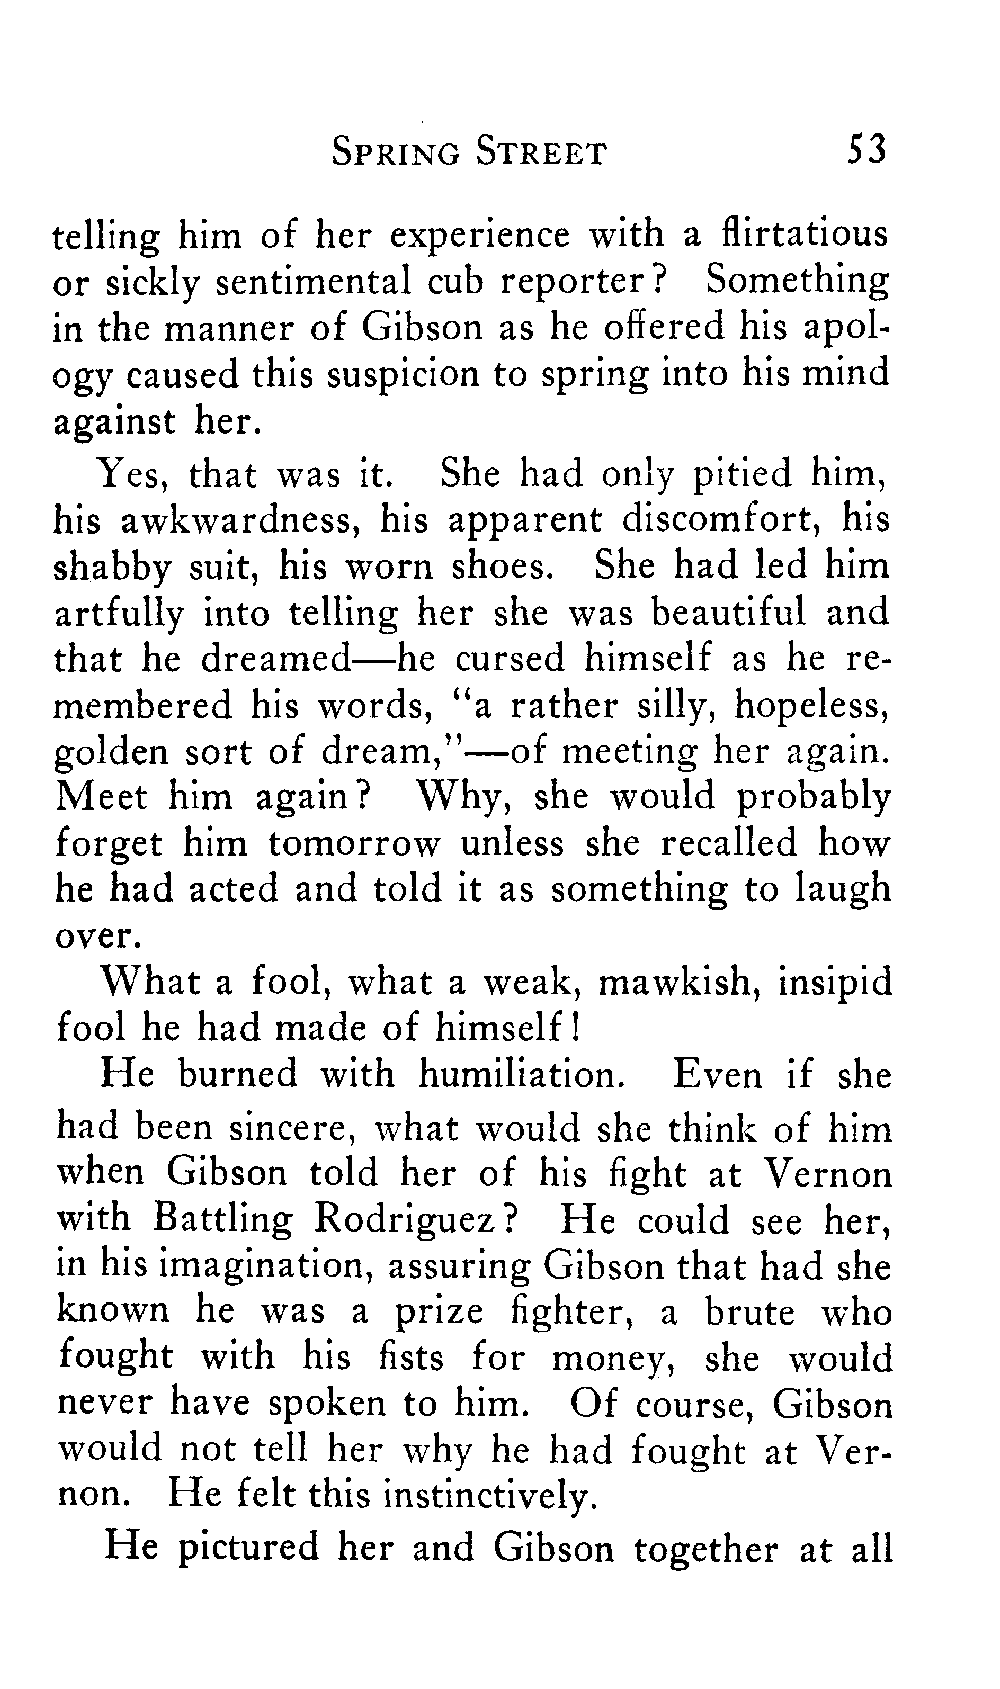 SPRING STREET 53
telling him of her experience with a flirtatious
or sickly sentimental cub reporter? Something
in the manner of Gibson as he offered his apol-
ogy caused this suspicion to spring into his mind
against her.
Yes, that was it. She had only pitied him,
his awkwardness, his apparent discomfort, his
shabby suit, his worn shoes. She had led him
artfully into telling her she was beautiful and
that he dreamed—he cursed himself as he re-
membered his words, "a rather silly, hopeless,
golden sort of dream,"—of meeting her again.
Meet him again? Why, she would probably
forget him tomorrow unless she recalled how
he had acted and told it as something to laugh
over.
What a fool, what a weak, mawkish, insipid
fool he had made of himself!
He burned with humiliation. Even if she
had been sincere, what would she think of him
when Gibson told her of his fight at Vernon
with Battling Rodriguez? He could see her,
in his imagination, assuring Gibson that had she
known he was a prize fighter, a brute who
fought with his fists for money, she would
never have spoken to him. Of course, Gibson
would not tell her why he had fought at Ver-
non. He felt this instinctively.
He pictured her and Gibson together at all